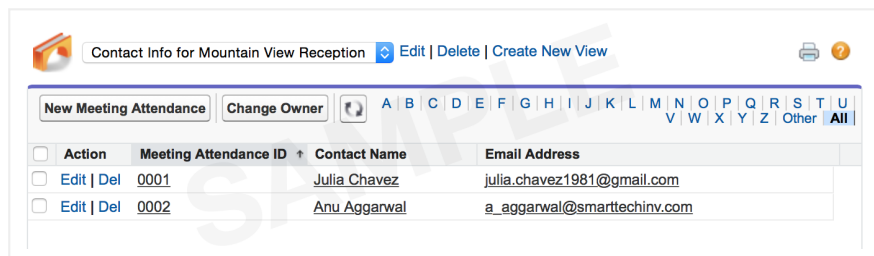 Contact Info for Mountain View Reception Edit | Delete | Create New View ?
New Meeting Attendance Change Owner A | B | C | D | E | F | G | H | I | J | K | L | M | N | O | P | Q | R | S | T | U |
V | W | X | Y | Z | Other | All |
Action Meeting Attendance ID ↑ Contact Name Email Address
Edit | Del 0001 Julia Chavez julia.chavez1981@gmail.com
Edit | Del 0002 Anu Aggarwal a_aggarwal@smarttechinv.com
SAMPLE